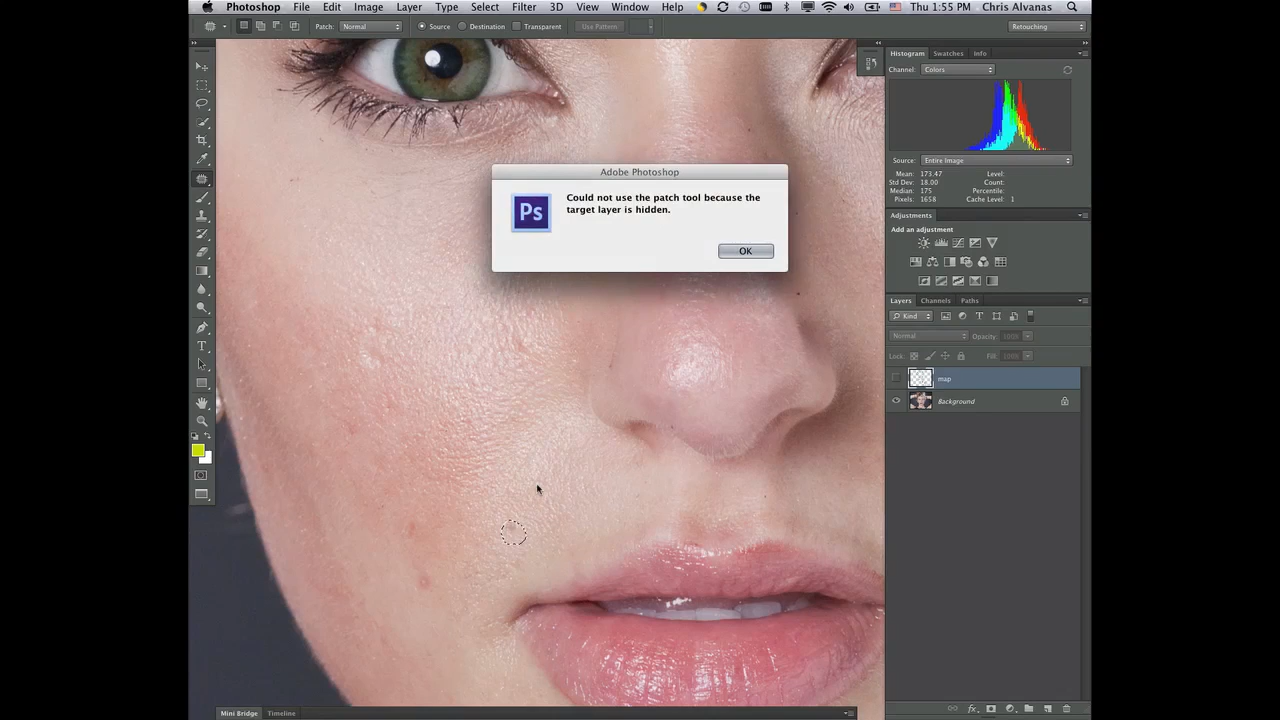 Photoshop File Edit Image Layer Type Select Filter 3D View Window Help Thu 1:55 PM Chris Alvanas
Patch: Normal Source Destination Transparent Use Pattern Retouching
Histogram Swatches Info
Channel: Colors
Source: Entire Image
Mean: 173.47 Level:
Std Dev: 18.00 Count:
Median: 175 Percentile:
Pixels: 1658 Cache Level: 1
Adjustments
Add an adjustment
Layers Channels Paths
Kind
Normal Opacity: 100%
Lock: Fill: 100%
map
Background
Adobe Photoshop
Ps
Could not use the patch tool because the
target layer is hidden.
OK
Mini Bridge Timeline